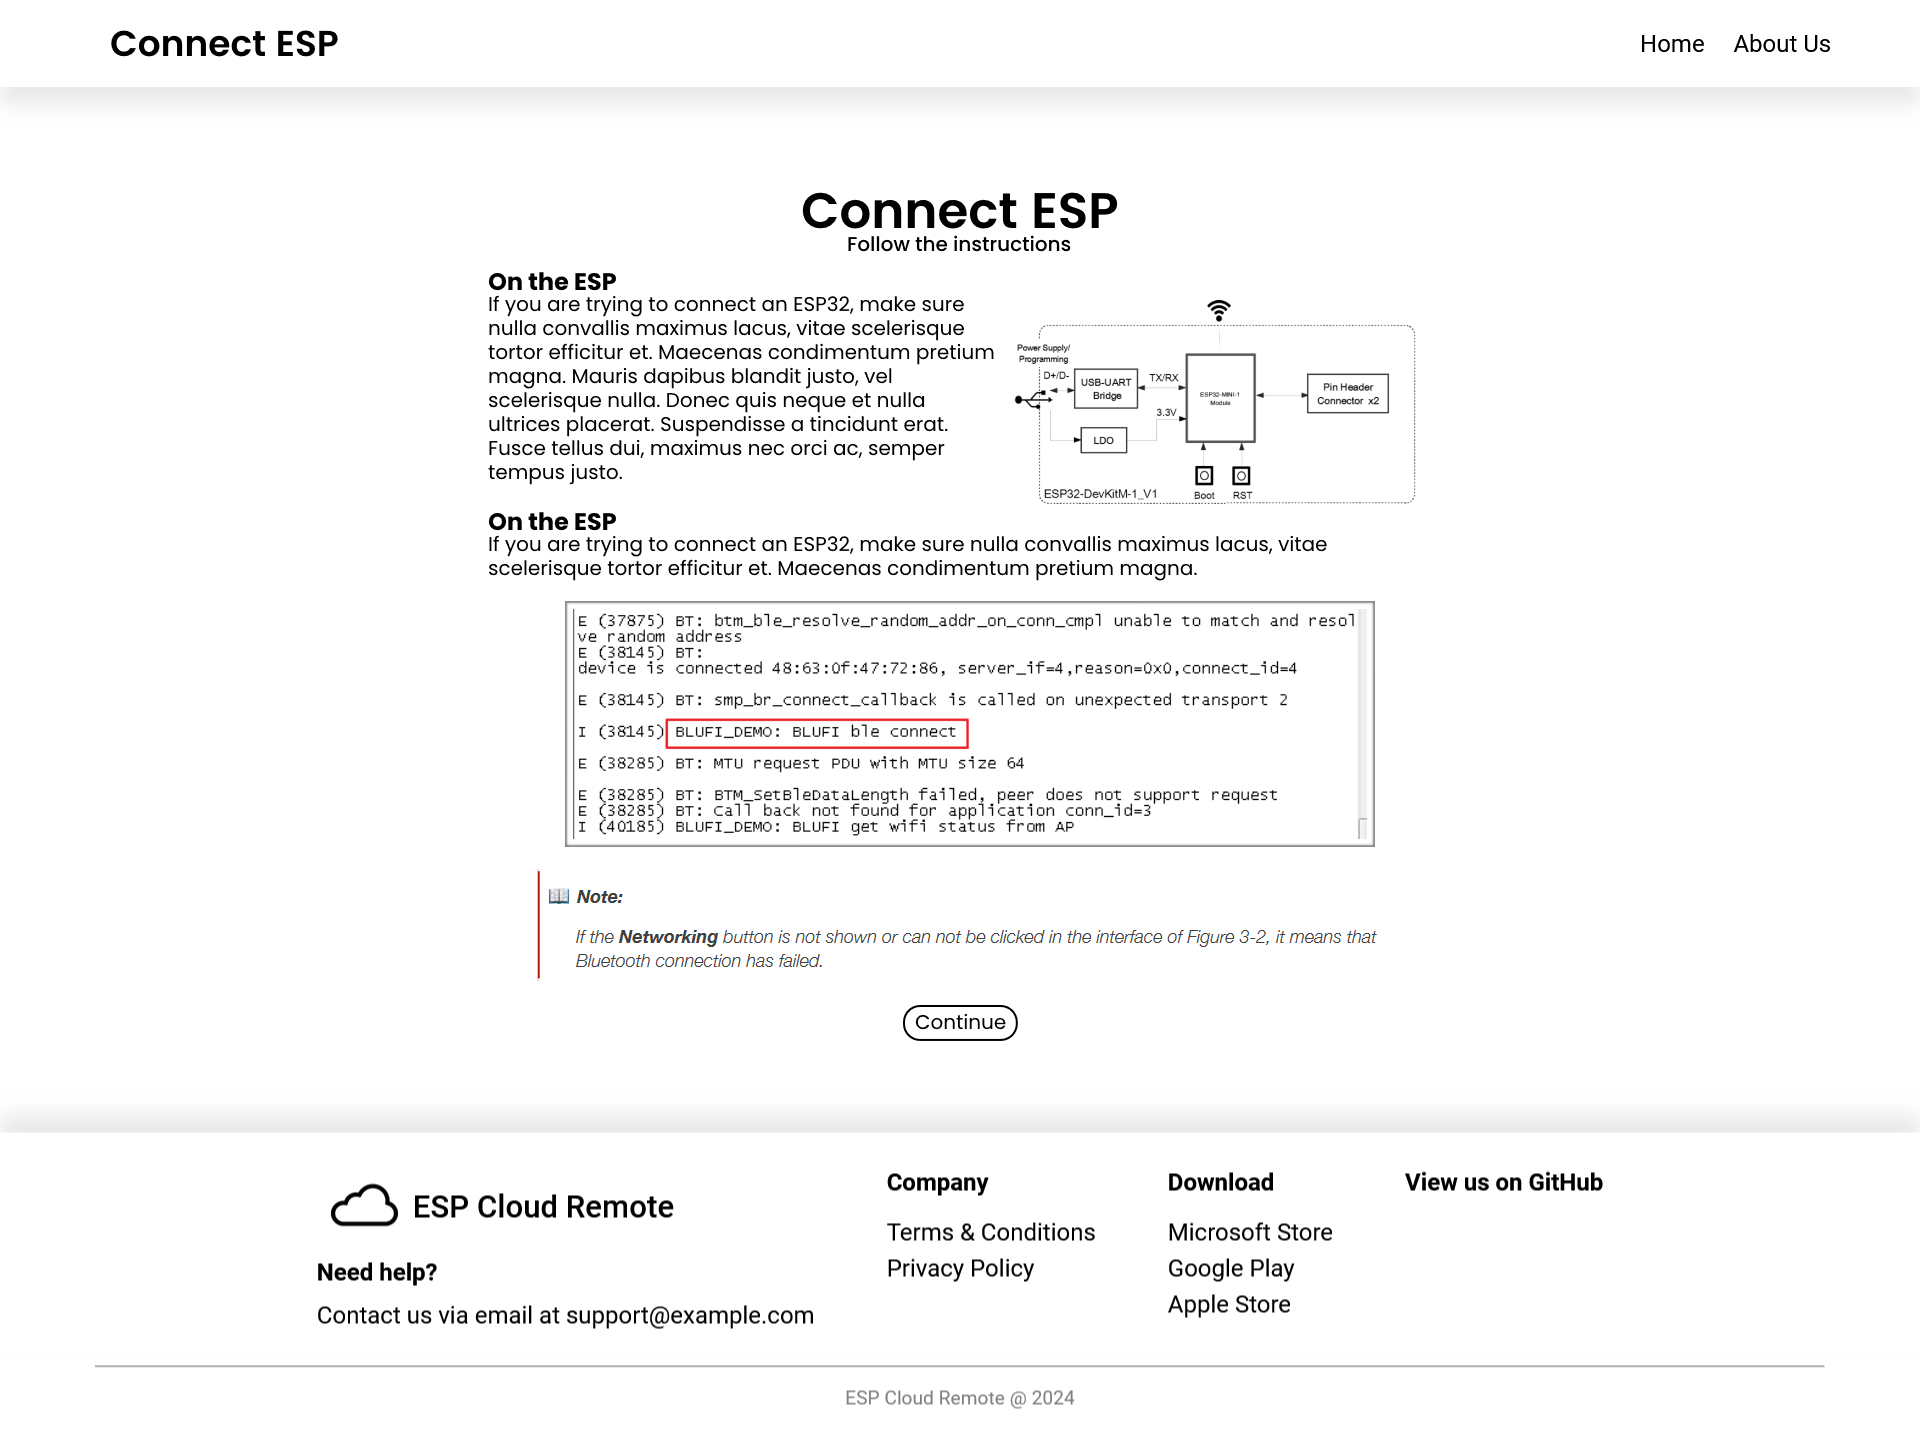 Connect ESP
Home
About Us
Connect ESP
Follow the instructions
On the ESP
If you are trying to connect an ESP32, make sure
nulla convallis maximus lacus, vitae scelerisque
tortor efficitur et. Maecenas condimentum pretium
magna. Mauris dapibus blandit justo, vel
scelerisque nulla. Donec quis neque et nulla
ultrices placerat. Suspendisse a tincidunt erat.
Fusce tellus dui, maximus nec orci ac, semper
tempus justo.
Power Supply/
Programming
D+/D-
USB-UART
Bridge
TX/RX
3.3V
LDO
ESP32-MINI-1
Module
Pin Header
Connector x2
Boot
RST
ESP32-DevKitM-1_V1
On the ESP
If you are trying to connect an ESP32, make sure nulla convallis maximus lacus, vitae
scelerisque tortor efficitur et. Maecenas condimentum pretium magna.
E (37875) BT: btm_ble_resolve_random_addr_on_conn_cmpl unable to match and resol
ve random address
E (38145) BT:
device is connected 48:63:0f:47:72:86, server_if=4,reason=0x0,connect_id=4
E (38145) BT: smp_br_connect_callback is called on unexpected transport 2
I (38145) BLUFI_DEMO: BLUFI ble connect
E (38285) BT: MTU request PDU with MTU size 64
E (38285) BT: BTM_SetBleDataLength failed, peer does not support request
E (38285) BT: Call back not found for application conn_id=3
I (40185) BLUFI_DEMO: BLUFI get wifi status from AP
Note:
If the Networking button is not shown or can not be clicked in the interface of Figure 3-2, it means that
Bluetooth connection has failed.
Continue
ESP Cloud Remote
Need help?
Contact us via email at support@example.com
Company
Terms & Conditions
Privacy Policy
Download
Microsoft Store
Google Play
Apple Store
View us on GitHub
ESP Cloud Remote @ 2024